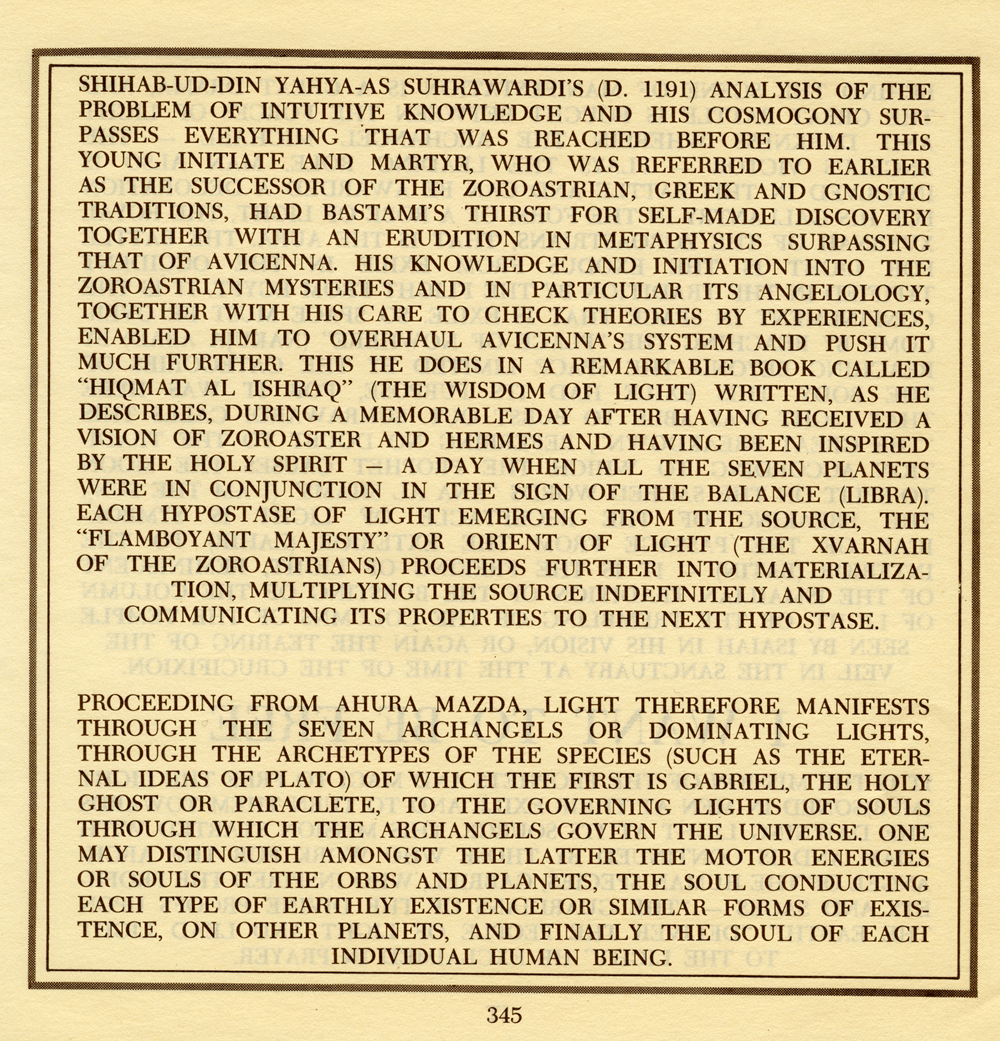 SHIHAB-UD-DIN YAHYA-AS SUHRAWARDI'S (D. 1191) ANALYSIS OF THE
PROBLEM OF INTUITIVE KNOWLEDGE AND HIS COSMOGONY SUR-
PASSES EVERYTHING THAT WAS REACHED BEFORE HIM. THIS
YOUNG INITIATE AND MARTYR, WHO WAS REFERRED TO EARLIER
AS THE SUCCESSOR OF THE ZOROASTRIAN, GREEK AND GNOSTIC
TRADITIONS, HAD BASTAMI'S THIRST FOR SELF-MADE DISCOVERY
TOGETHER WITH AN ERUDITION IN METAPHYSICS SURPASSING
THAT OF AVICENNA. HIS KNOWLEDGE AND INITIATION INTO THE
ZOROASTRIAN MYSTERIES AND IN PARTICULAR ITS ANGELOLOGY,
TOGETHER WITH HIS CARE TO CHECK THEORIES BY EXPERIENCES,
ENABLED HIM TO OVERHAUL AVICENNA'S SYSTEM AND PUSH IT
MUCH FURTHER. THIS HE DOES IN A REMARKABLE BOOK CALLED
"HIQMAT AL ISHRAQ" (THE WISDOM OF LIGHT) WRITTEN, AS HE
DESCRIBES, DURING A MEMORABLE DAY AFTER HAVING RECEIVED A
VISION OF ZOROASTER AND HERMES AND HAVING BEEN INSPIRED
BY THE HOLY SPIRIT — A DAY WHEN ALL THE SEVEN PLANETS
WERE IN CONJUNCTION IN THE SIGN OF THE BALANCE (LIBRA).
EACH HYPOSTASE OF LIGHT EMERGING FROM THE SOURCE, THE
"FLAMBOYANT MAJESTY" OR ORIENT OF LIGHT (THE XVARNAH
OF THE ZOROASTRIANS) PROCEEDS FURTHER INTO MATERIALIZA-
TION, MULTIPLYING THE SOURCE INDEFINITELY AND
COMMUNICATING ITS PROPERTIES TO THE NEXT HYPOSTASE.
PROCEEDING FROM AHURA MAZDA, LIGHT THEREFORE MANIFESTS
THROUGH THE SEVEN ARCHANGELS OR DOMINATING LIGHTS,
THROUGH THE ARCHETYPES OF THE SPECIES (SUCH AS THE ETER-
NAL IDEAS OF PLATO) OF WHICH THE FIRST IS GABRIEL, THE HOLY
GHOST OR PARACLETE, TO THE GOVERNING LIGHTS OF SOULS
THROUGH WHICH THE ARCHANGELS GOVERN THE UNIVERSE. ONE
MAY DISTINGUISH AMONGST THE LATTER THE MOTOR ENERGIES
OR SOULS OF THE ORBS AND PLANETS, THE SOUL CONDUCTING
EACH TYPE OF EARTHLY EXISTENCE OR SIMILAR FORMS OF EXIS-
TENCE, ON OTHER PLANETS, AND FINALLY THE SOUL OF EACH
INDIVIDUAL HUMAN BEING.
345